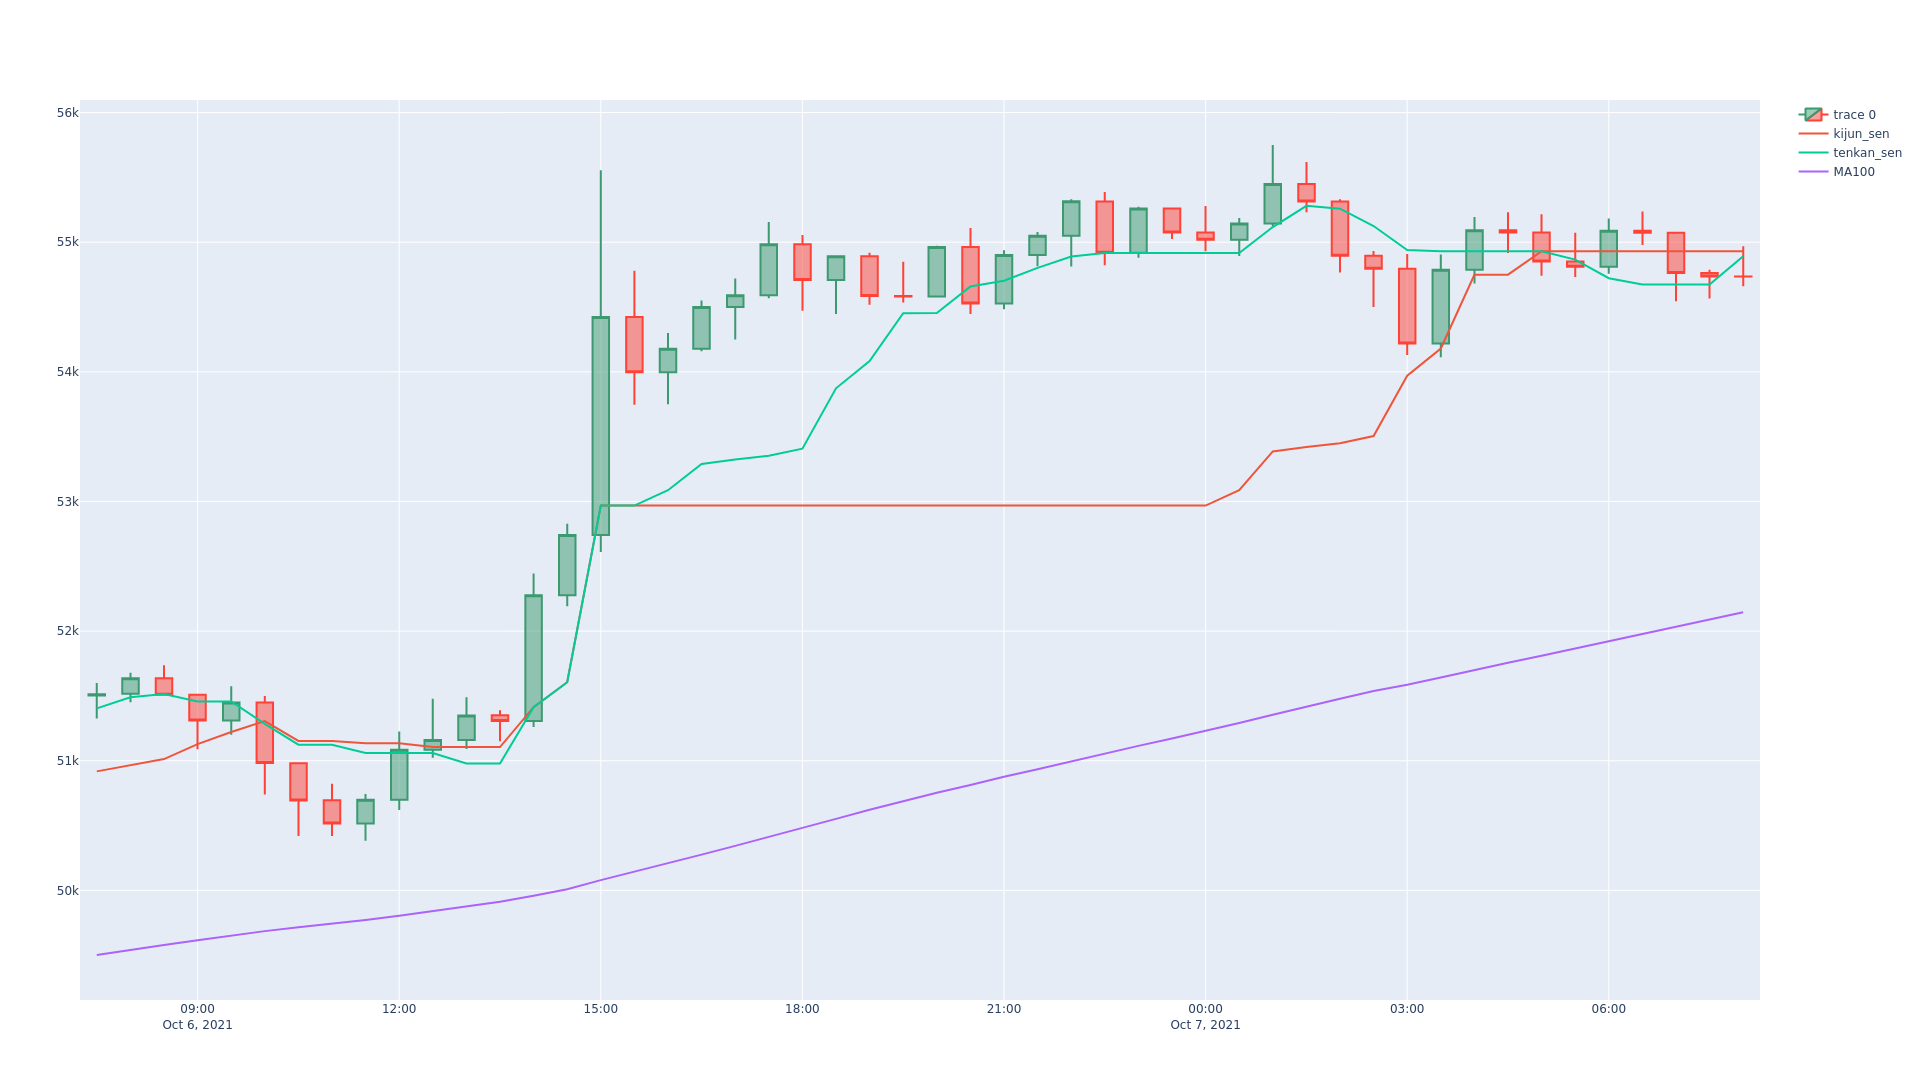 56k
55k
54k
53k
52k
51k
50k
09:00
Oct 6, 2021
12:00
15:00
18:00
21:00
00:00
Oct 7, 2021
03:00
06:00
trace 0
kijun_sen
tenkan_sen
MA100